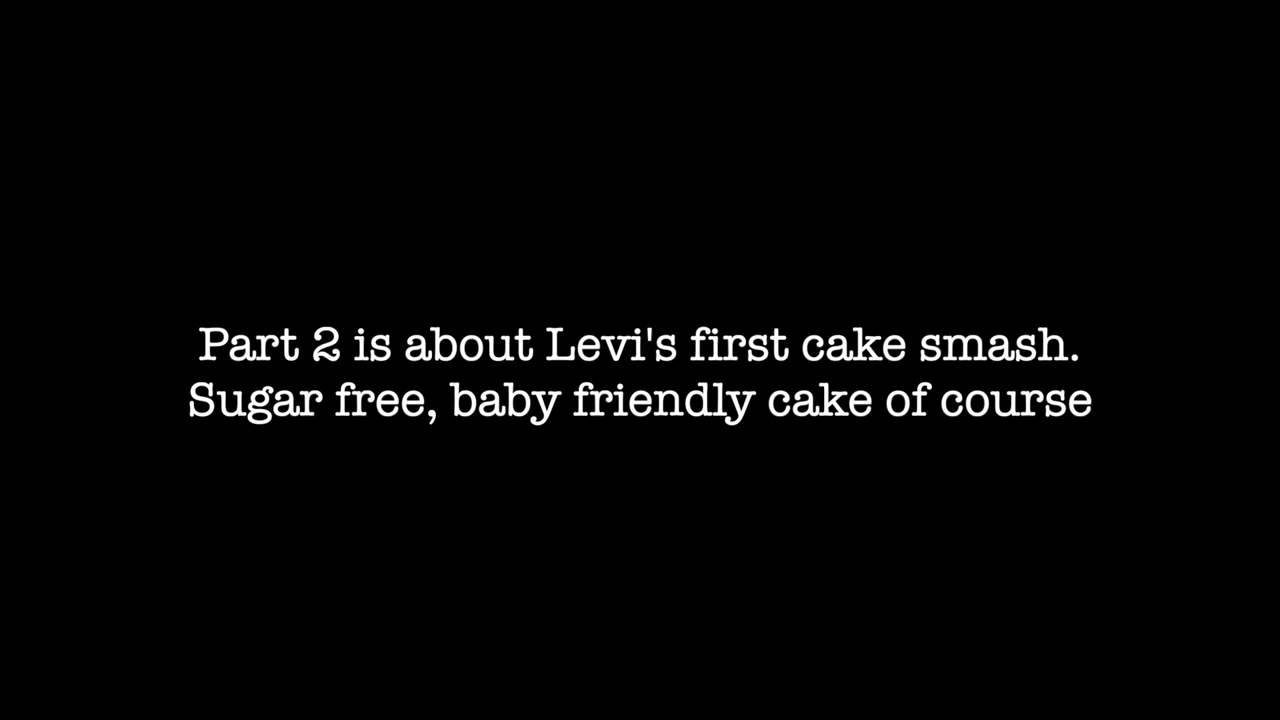 Part 2 is about Levi's first cake smash.
Sugar free, baby friendly cake of course